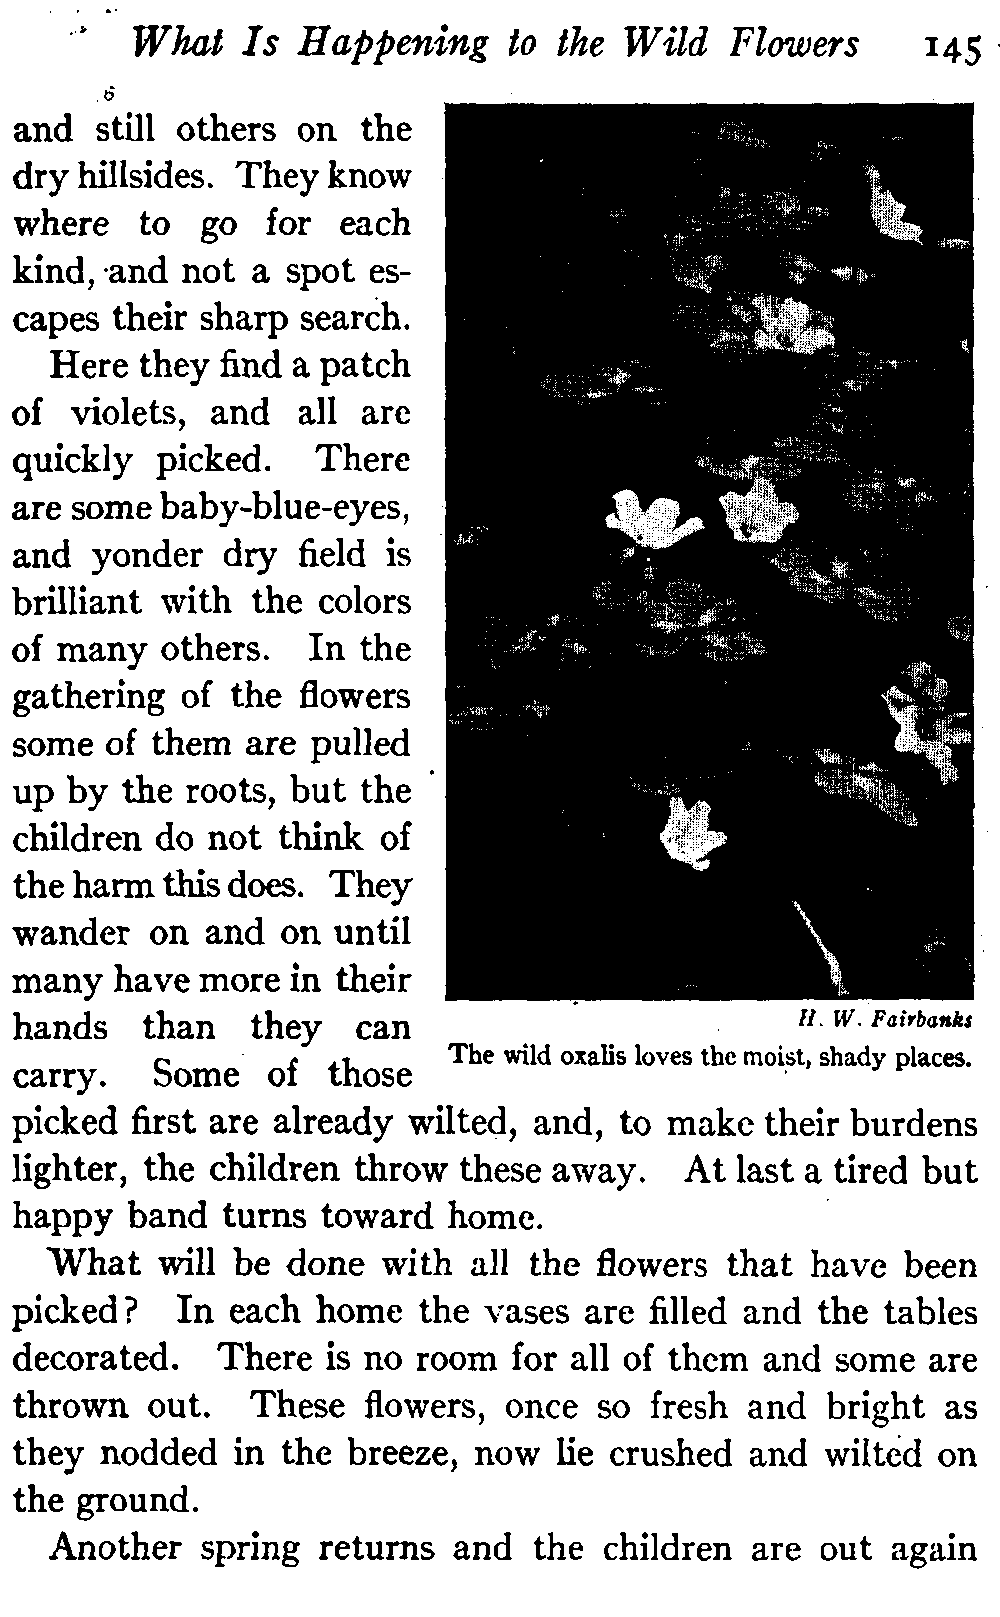 What Is Happening to the Wild Flowers 145
and still others on the
dry hillsides. They know
where to go for each
kind, and not a spot es-
capes their sharp search.
Here they find a patch
of violets, and all are
quickly picked. There
are some baby-blue-eyes,
and yonder dry field is
brilliant with the colors
of many others. In the
gathering of the flowers
some of them are pulled
up by the roots, but the
children do not think of
the harm this does. They
wander on and on until
many have more in their
hands than they can
carry. Some of those
H. W. Fairbanks
The wild oxalis loves the moist, shady places.
picked first are already wilted, and, to make their burdens
lighter, the children throw these away. At last a tired but
happy band turns toward home.
What will be done with all the flowers that have been
picked? In each home the vases are filled and the tables
decorated. There is no room for all of them and some are
thrown out. These flowers, once so fresh and bright as
they nodded in the breeze, now lie crushed and wilted on
the ground.
Another spring returns and the children are out again